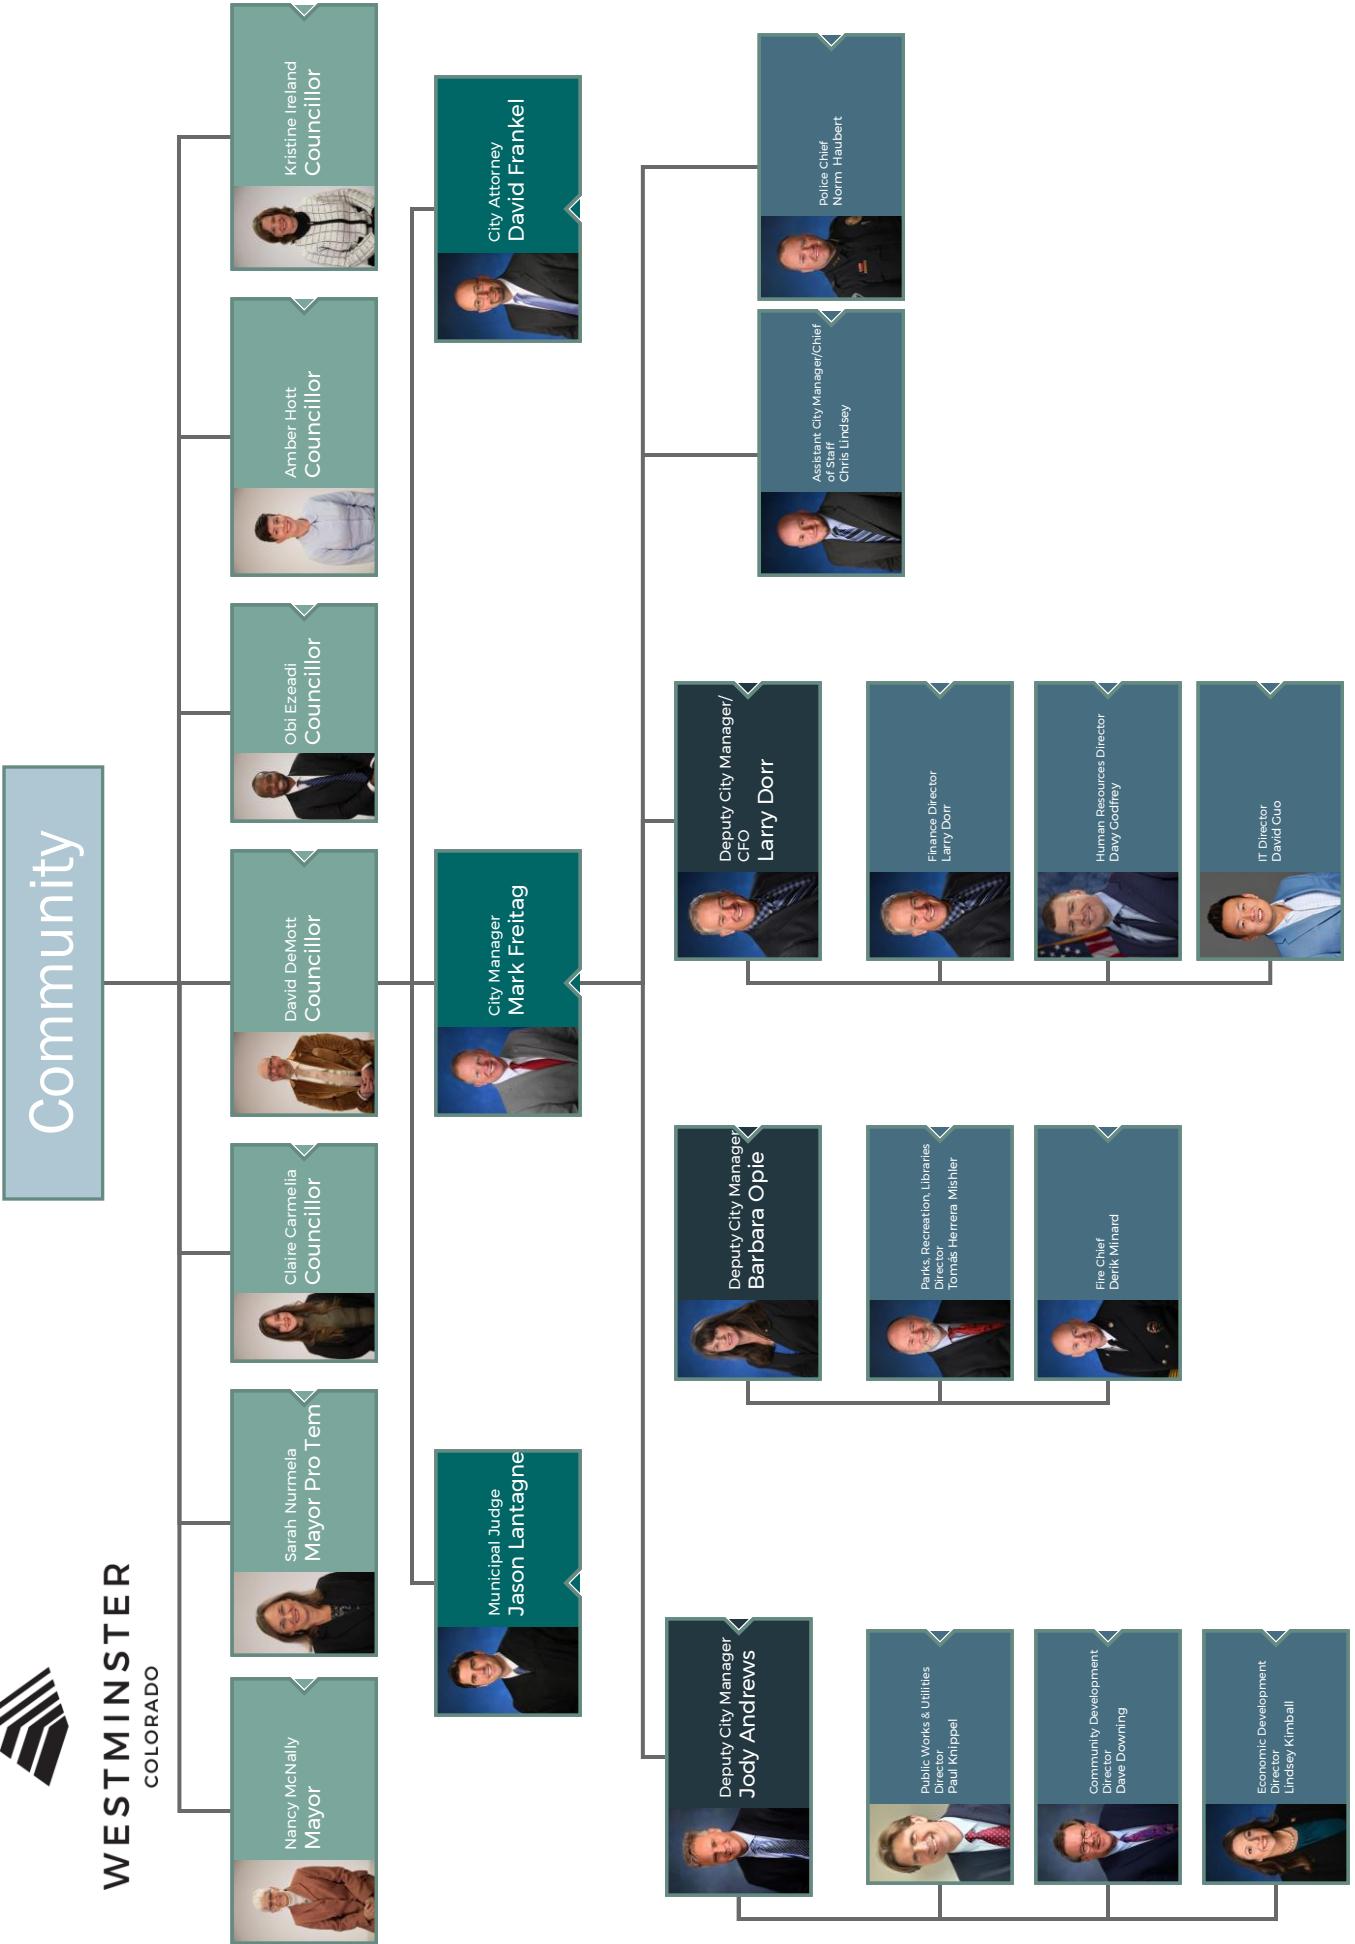 WESTMINSTER
COLORADO
Community
Nancy McNally
Mayor
Sarah Nurmela
Mayor Pro Tem
Claire Carmelia
Councillor
David DeMott
Councillor
Obi Ezeadi
Councillor
Amber Hott
Councillor
Kristine Ireland
Councillor
Municipal Judge
Jason Lantagne
City Manager
Mark Freitag
City Attorney
David Frankel
Deputy City Manager
Jody Andrews
Public Works & Utilities
Director
Paul Knippel
Community Development
Director
Dave Downing
Economic Development
Director
Lindsey Kimball
Deputy City Manager
Barbara Opie
Parks, Recreation, Libraries
Director
Tomás Herrera Mishler
Fire Chief
Derik Minard
Deputy City Manager/
CFO
Larry Dorr
Finance Director
Larry Dorr
Human Resources Director
Davy Godfrey
IT Director
David Guo
Assistant City Manager/Chief
of Staff
Chris Lindsey
Police Chief
Norm Haubert